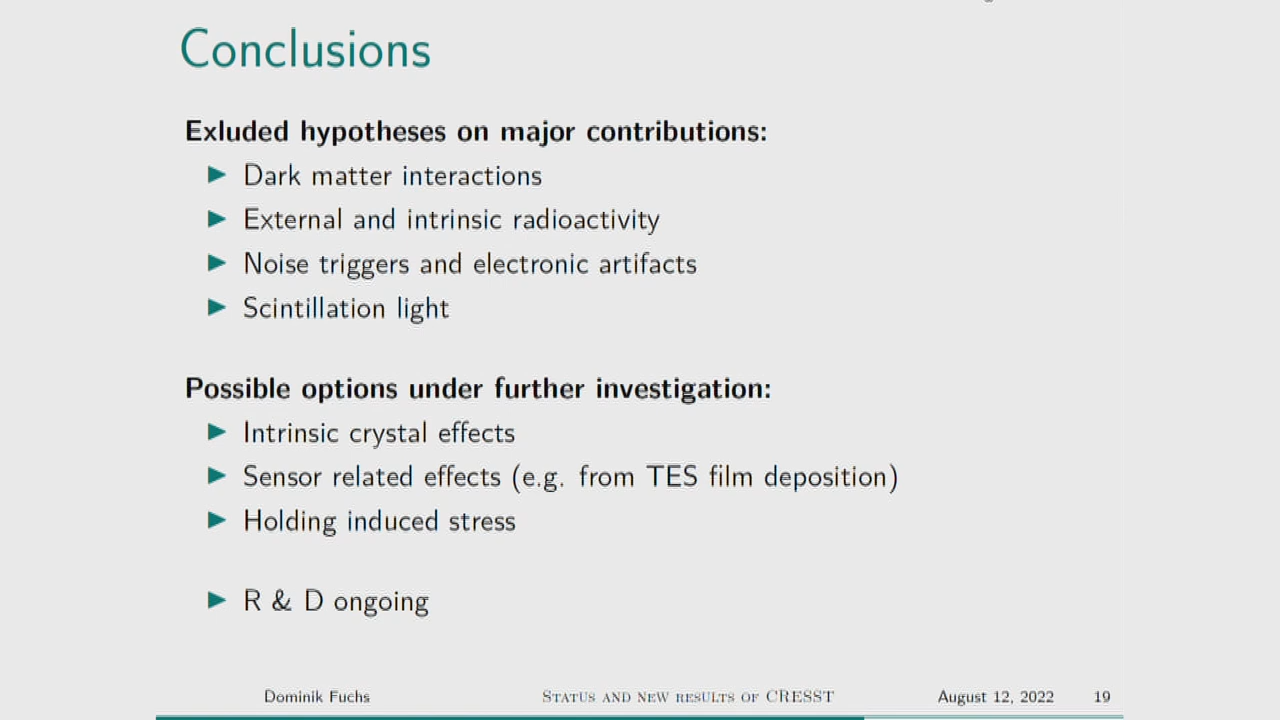 Conclusions
Exluded hypotheses on major contributions:
Dark matter interactions
External and intrinsic radioactivity
Noise triggers and electronic artifacts
Scintillation light
Possible options under further investigation:
Intrinsic crystal effects
Sensor related effects (e.g. from TES film deposition)
Holding induced stress
R & D ongoing
Dominik Fuchs STATUS AND NEW RESULTS OF CRESST August 12, 2022 19